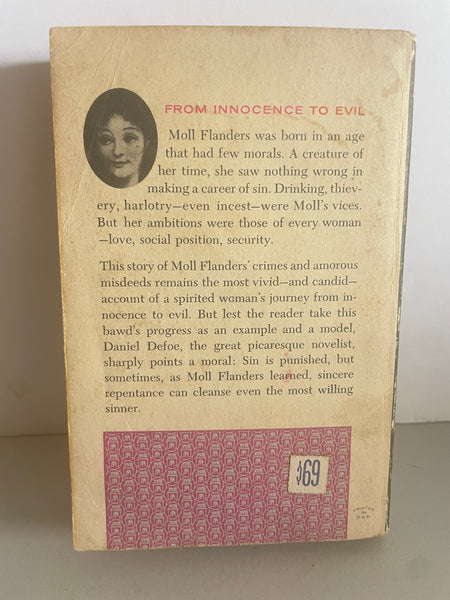 FROM INNOCENCE TO EVIL
Moll Flanders was born in an age
that had few morals. A creature of
her time, she saw nothing wrong in
making a career of sin. Drinking, thiev-
ery, harlotry—even incest—were Moll's vices.
But her ambitions were those of every woman
—love, social position, security.
This story of Moll Flanders' crimes and amorous
misdeeds remains the most vivid—and candid—
account of a spirited woman's journey from in-
nocence to evil. But lest the reader take this
bawd's progress as an example and a model,
Daniel Defoe, the great picaresque novelist,
sharply points a moral: Sin is punished, but
sometimes, as Moll Flanders learned, sincere
repentance can cleanse even the most willing
sinner.
$69
PRINTED
IN
U.S.A.